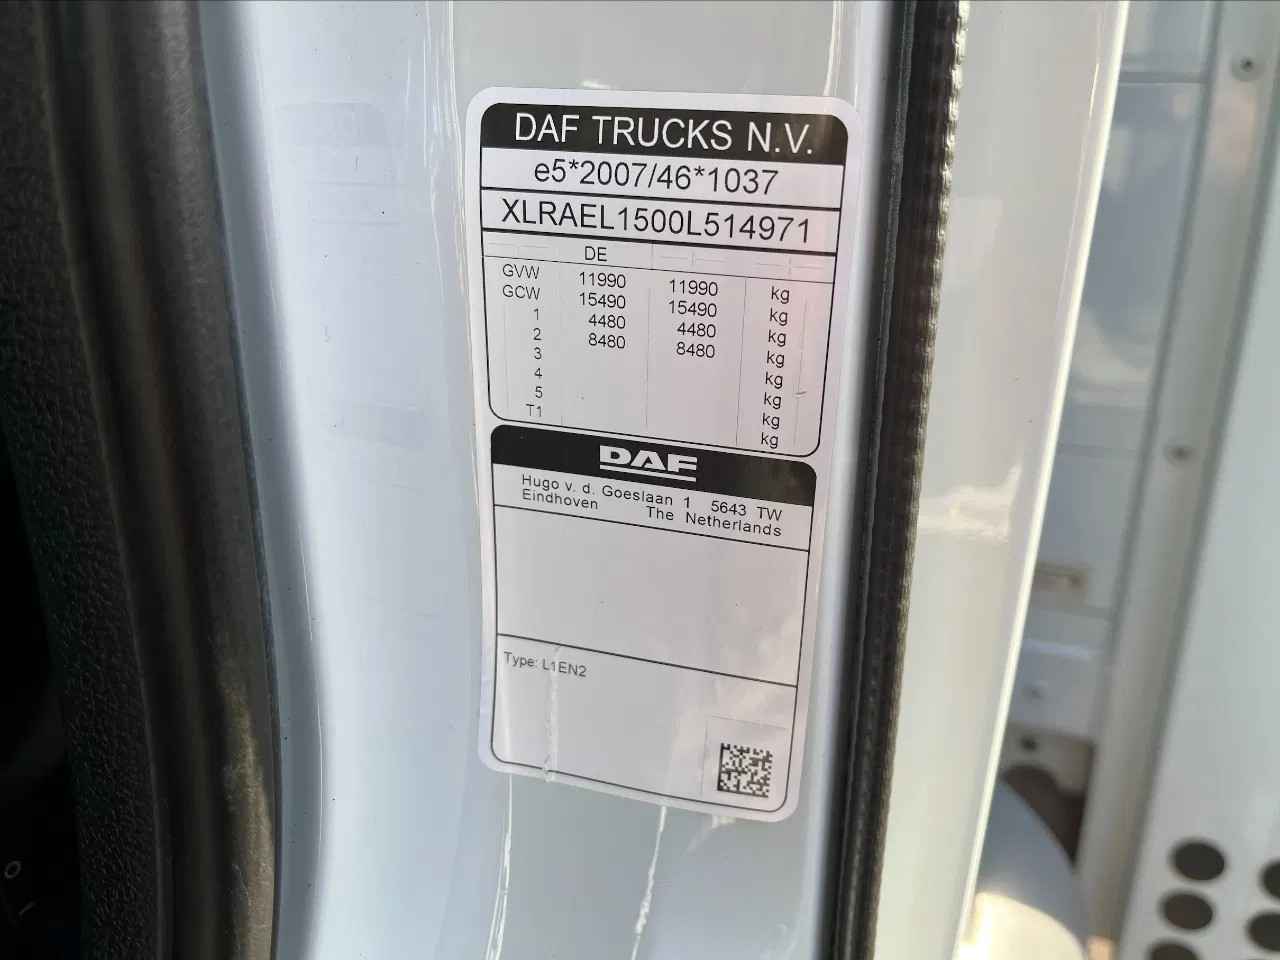 DAF TRUCKS N.V.
e5*2007/46*1037
XLRAEL1500L514971
DE
GVW 11990 11990 kg
GCW 15490 15490 kg
1 4480 4480 kg
2 8480 8480 kg
3 kg
4 kg
5 kg
T1 kg
DAF
Hugo v. d. Goeslaan 1 5643 TW
Eindhoven The Netherlands
Type: L1EN2